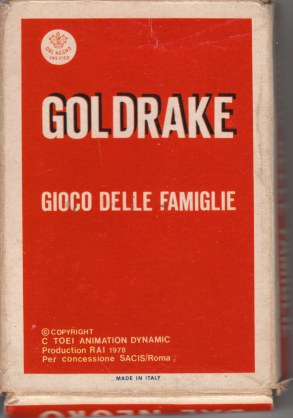 DAL NEGRO
TREVISO
GOLDRAKE
GIOCO DELLE FAMIGLIE
© COPYRIGHT
C TOEI ANIMATION DYNAMIC
Production RAI 1978
Per concessione SACIS/Roma
MADE IN ITALY